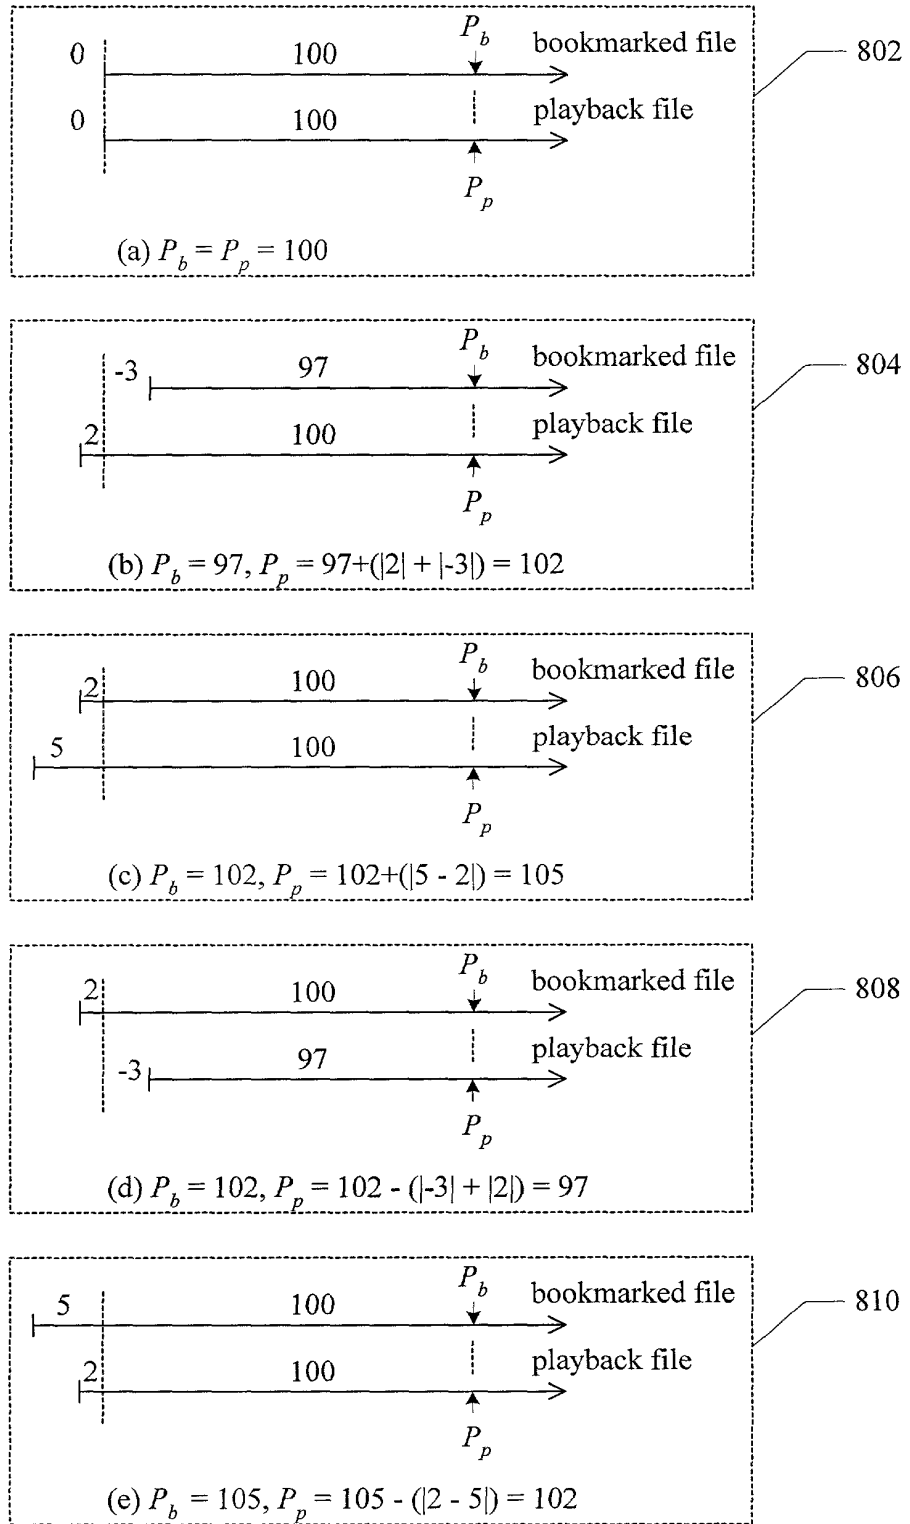 P_b
0 100 bookmarked file 802
0 100 playback file
P_p
(a) P_b = P_p = 100
P_b
-3 97 bookmarked file 804
2 100 playback file
P_p
(b) P_b = 97, P_p = 97+(|2| + |-3|) = 102
P_b
2 100 bookmarked file 806
5 100 playback file
P_p
(c) P_b = 102, P_p = 102+(|5 - 2|) = 105
P_b
2 100 bookmarked file 808
-3 97 playback file
P_p
(d) P_b = 102, P_p = 102 - (|-3| + |2|) = 97
P_b
5 100 bookmarked file 810
2 100 playback file
P_p
(e) P_b = 105, P_p = 105 - (|2 - 5|) = 102